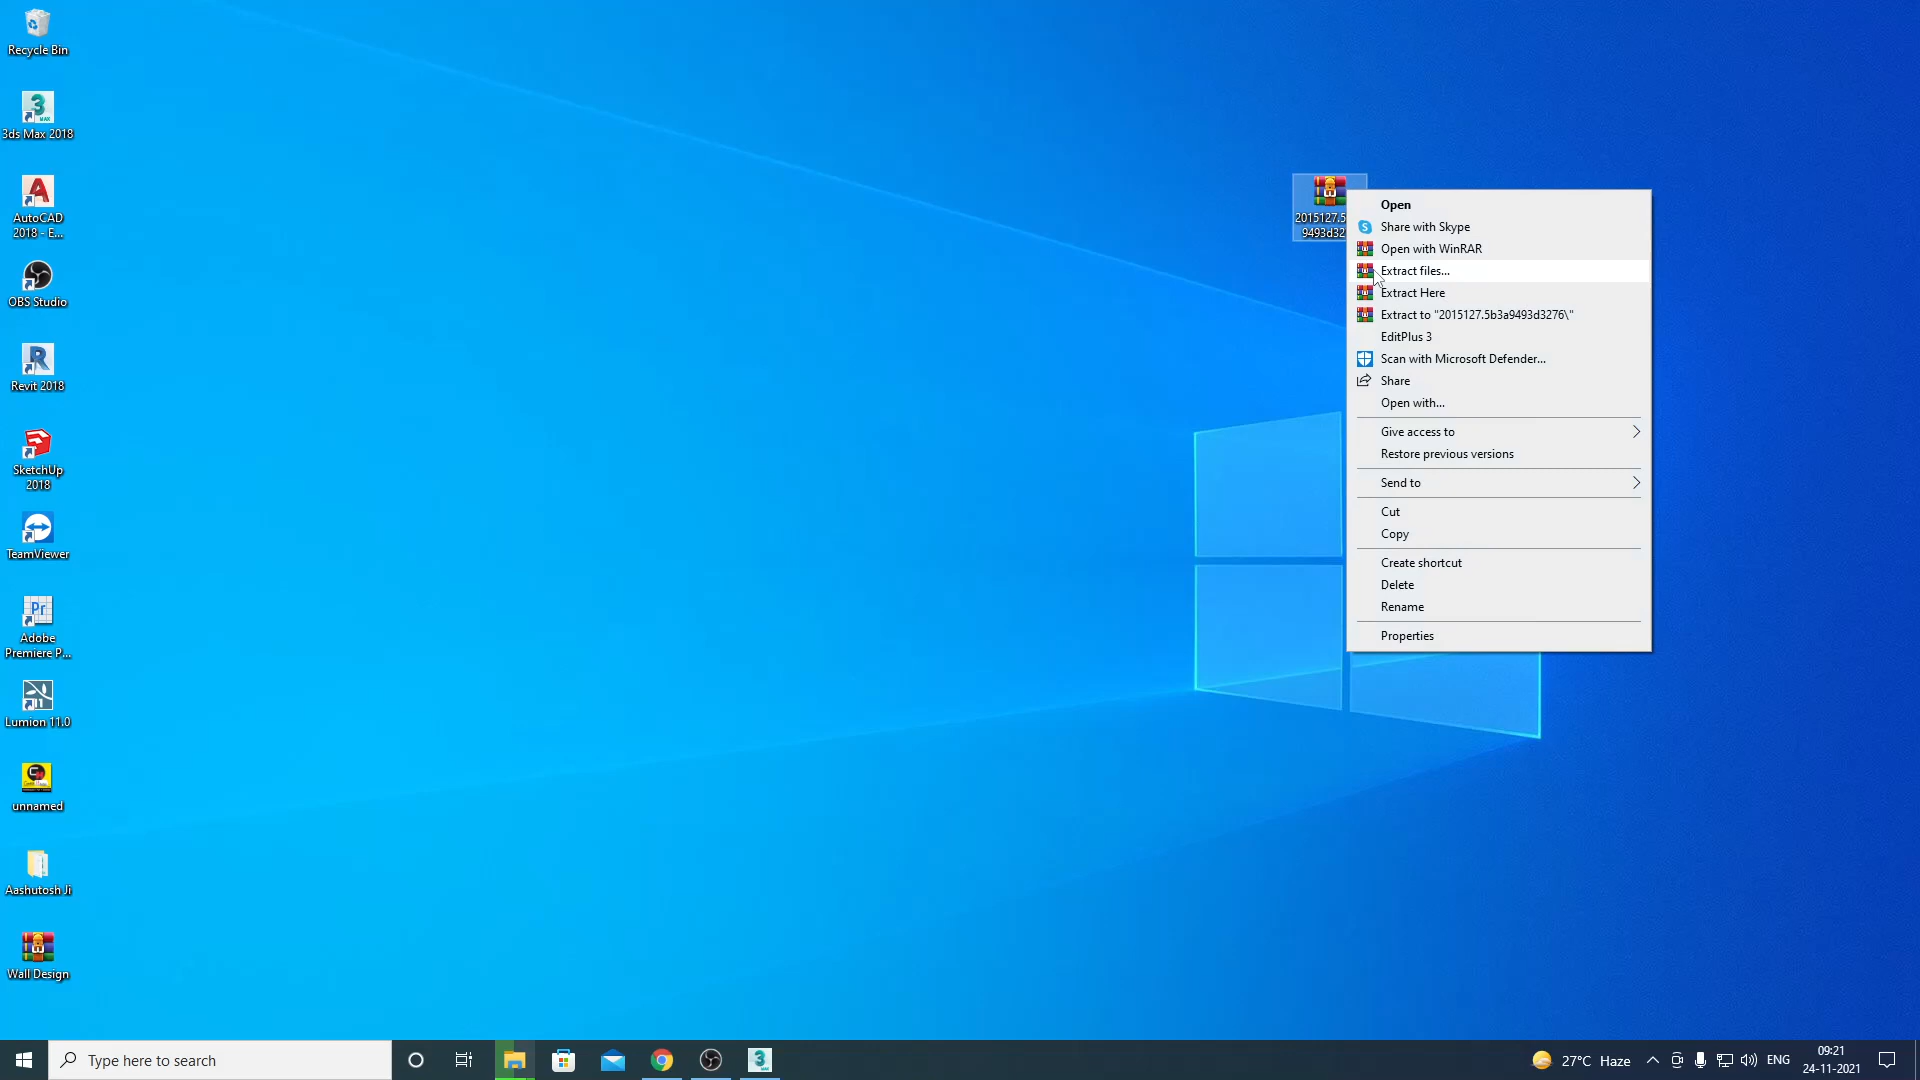 Recycle Bin
3ds Max 2018
AutoCAD
2018 - E...
OBS Studio
Revit 2018
SketchUp
2018
TeamViewer
Adobe
Premiere P...
Lumion 11.0
unnamed
Aashutosh Ji
Wall Design
2015127.5
9493d32
Open
Share with Skype
Open with WinRAR
Extract files...
Extract Here
Extract to "2015127.5b3a9493d3276\"
EditPlus 3
Scan with Microsoft Defender...
Share
Open with...
Give access to
Restore previous versions
Send to
Cut
Copy
Create shortcut
Delete
Rename
Properties
Type here to search
27°C Haze
ENG
09:21
24-11-2021